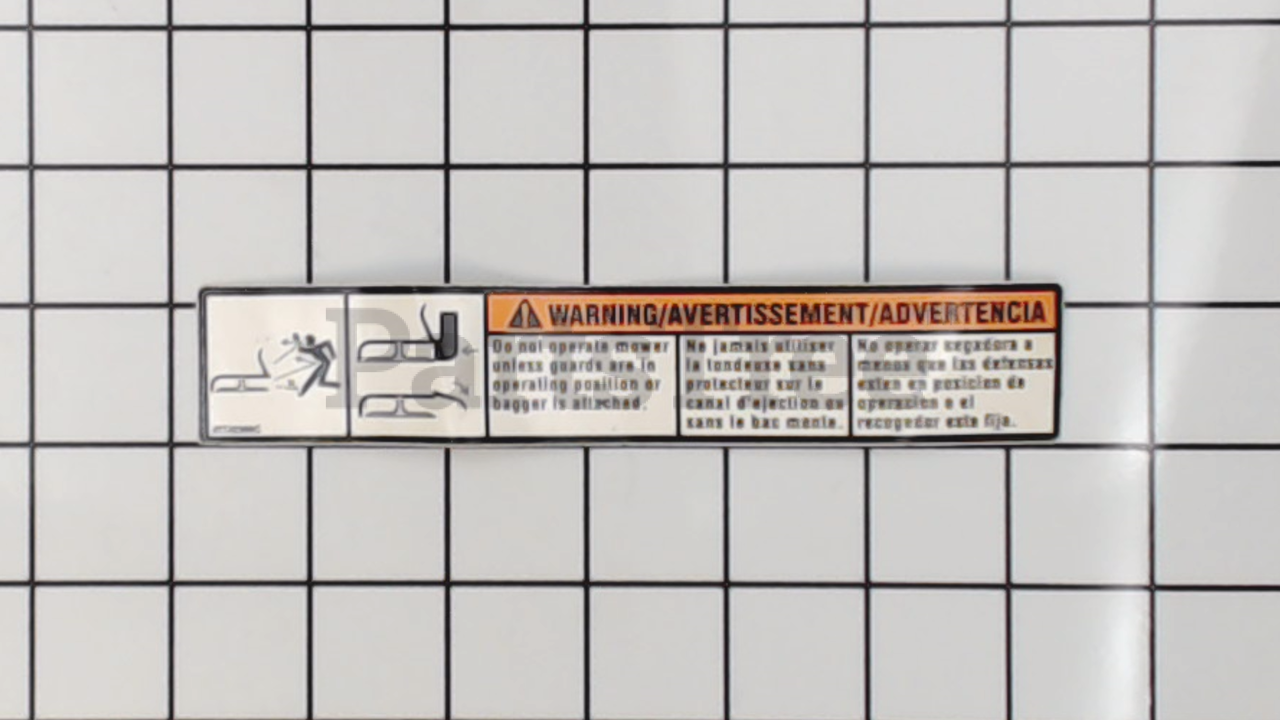 WARNING/AVERTISSEMENT/ADVERTENCIA
Do not operate mower
unless guards are in
operating position or
bagger is attached.
Ne jamais utiliser
la tondeuse sans
protecteur sur le
canal d'ejection ou
sans le bac monte.
No operar segadora a
menos que las defensas
esten en posicion de
operacion o el
recogedor este fijo.
PartsTree